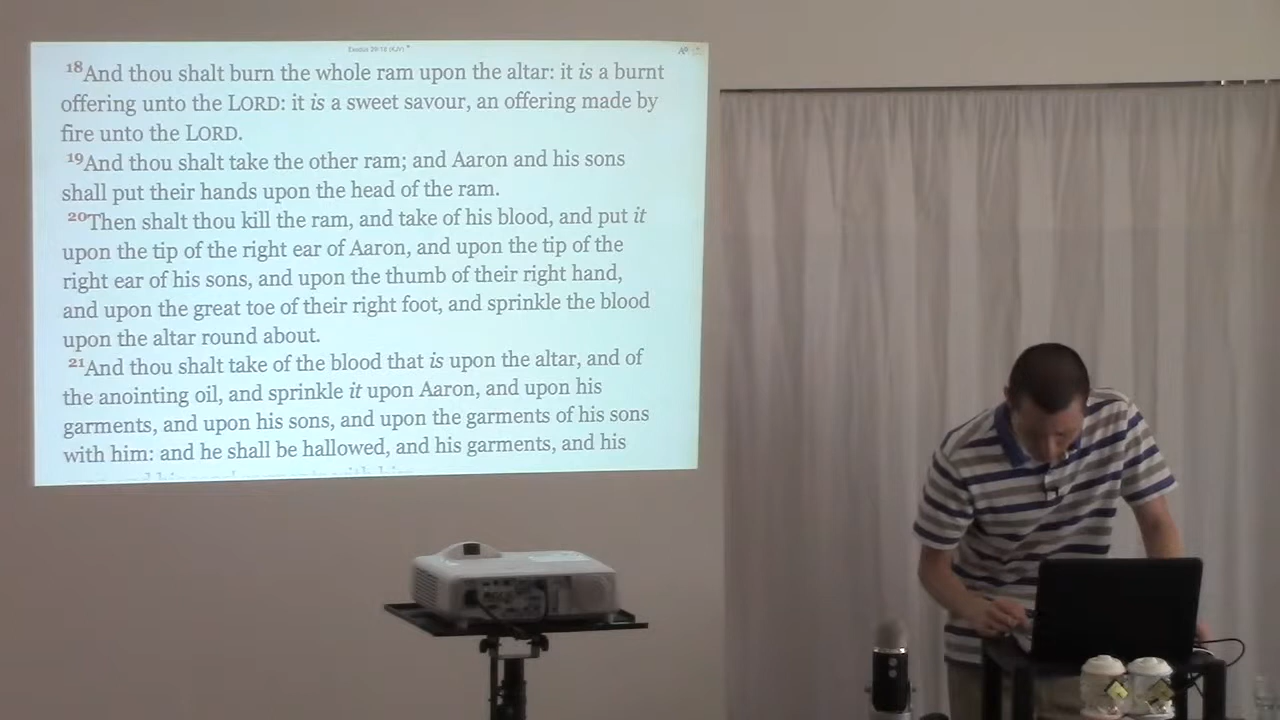 Exodus 29:18 (KJV)
18And thou shalt burn the whole ram upon the altar: it is a burnt
offering unto the LORD: it is a sweet savour, an offering made by
fire unto the LORD.
19And thou shalt take the other ram; and Aaron and his sons
shall put their hands upon the head of the ram.
20Then shalt thou kill the ram, and take of his blood, and put it
upon the tip of the right ear of Aaron, and upon the tip of the
right ear of his sons, and upon the thumb of their right hand,
and upon the great toe of their right foot, and sprinkle the blood
upon the altar round about.
21And thou shalt take of the blood that is upon the altar, and of
the anointing oil, and sprinkle it upon Aaron, and upon his
garments, and upon his sons, and upon the garments of his sons
with him: and he shall be hallowed, and his garments, and his